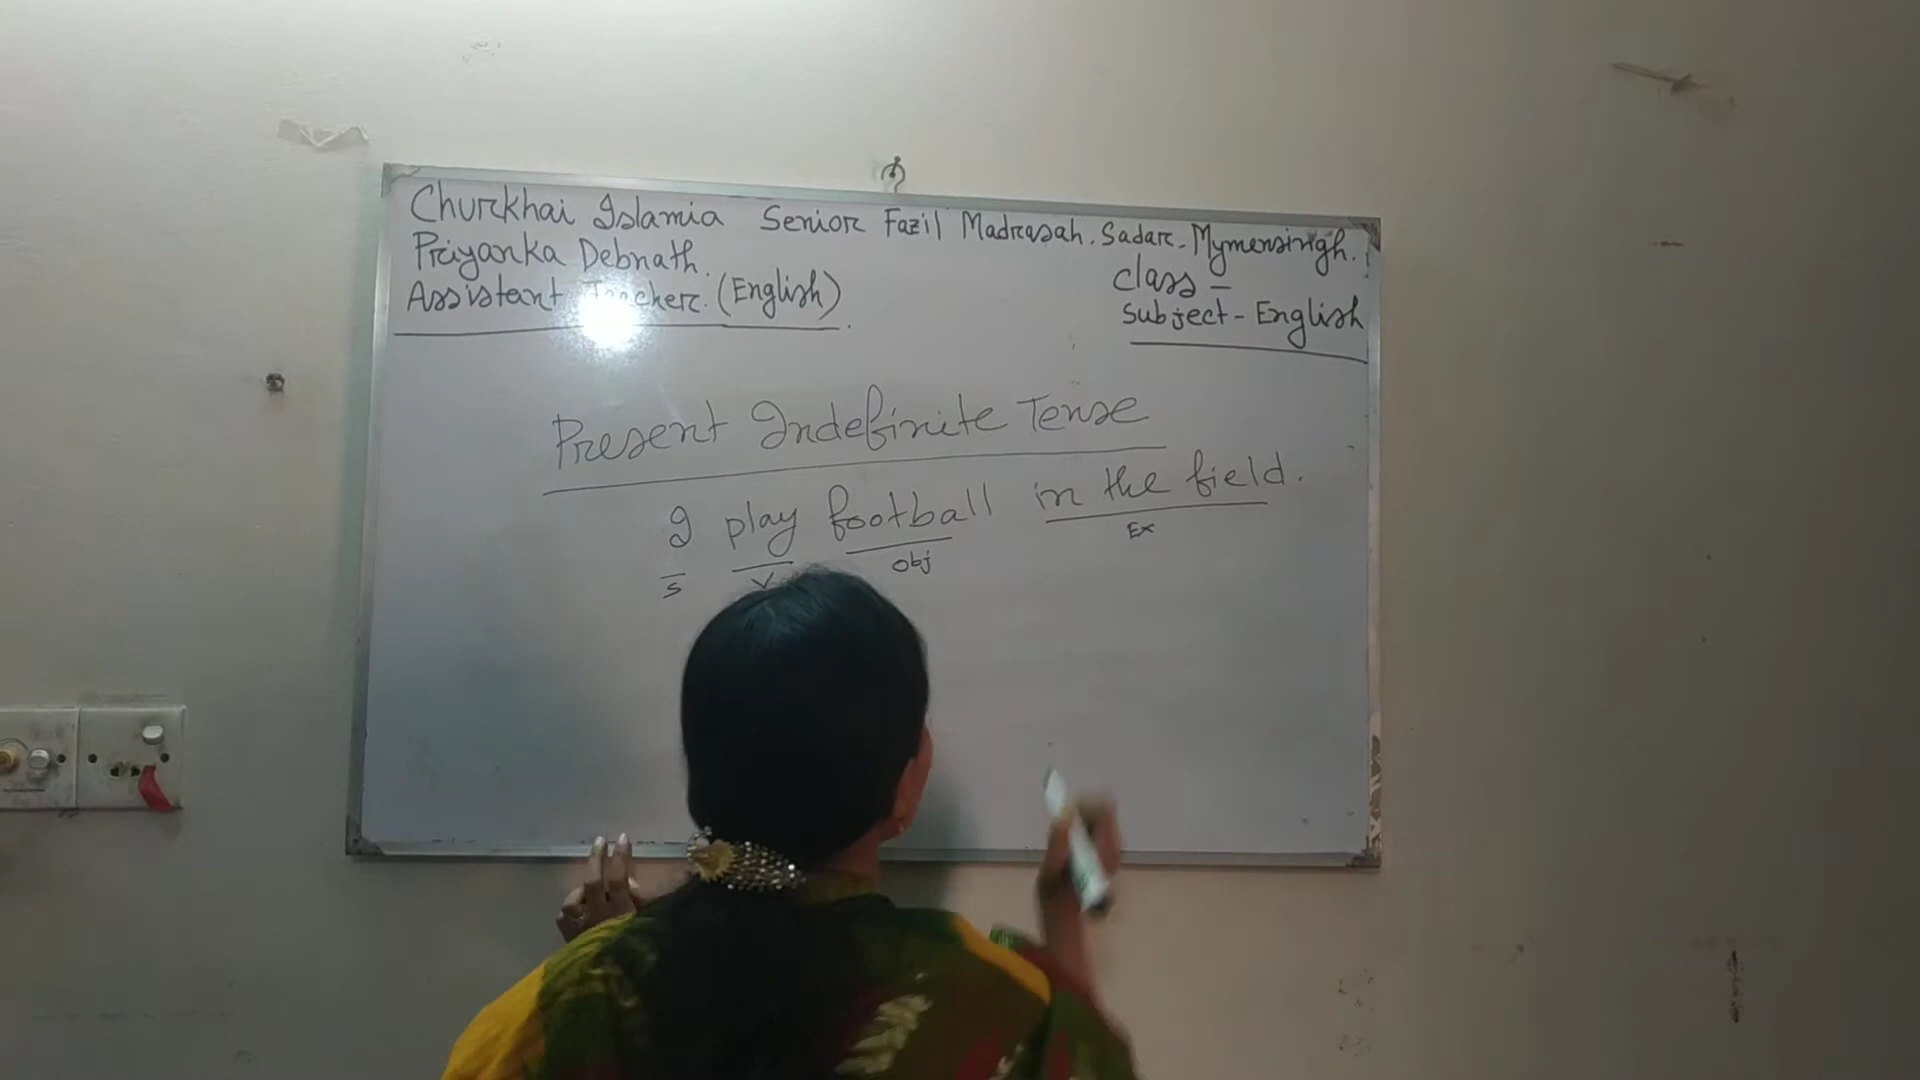 Churkhai Islamia Senior Fazil Madrasah. Sadar. Mymensingh.
Priyanka Debnath.
Assistant Teacher. (English)
Class -
Subject - English
Present Indefinite Tense
I play football in the field.
S V Obj Ex